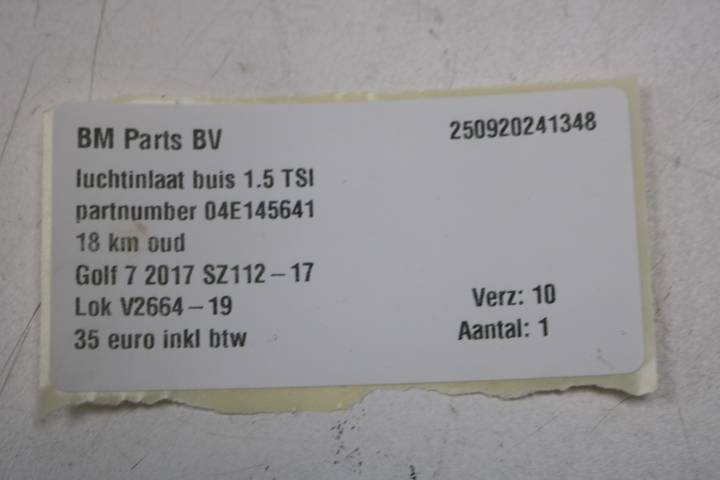 BM Parts BV
250920241348
luchtinlaat buis 1.5 TSI
partnumber 04E145641
18 km oud
Golf 7 2017 SZ112-17
Lok V2664-19
Verz: 10
35 euro inkl btw
Aantal: 1